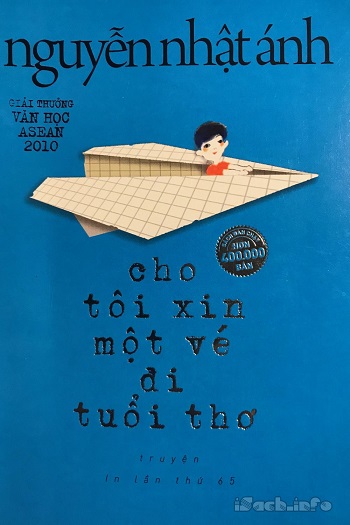 nguyễn nhật ánh
GIẢI THƯỞNG
VĂN HỌC
ASEAN
2010
HƠN
400.000
BẢN
cho
tôi xin
một vé
đi
tuổi thơ
truyện
in lần thứ 65
iSach.info